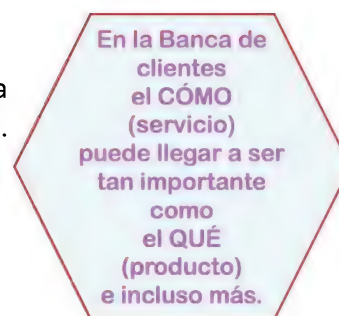 En la Banca de
clientes
a
el CÓMO
.
(servicio)
puede llegar a ser
tan importante
como
el QUÉ
(producto)
e incluso más.